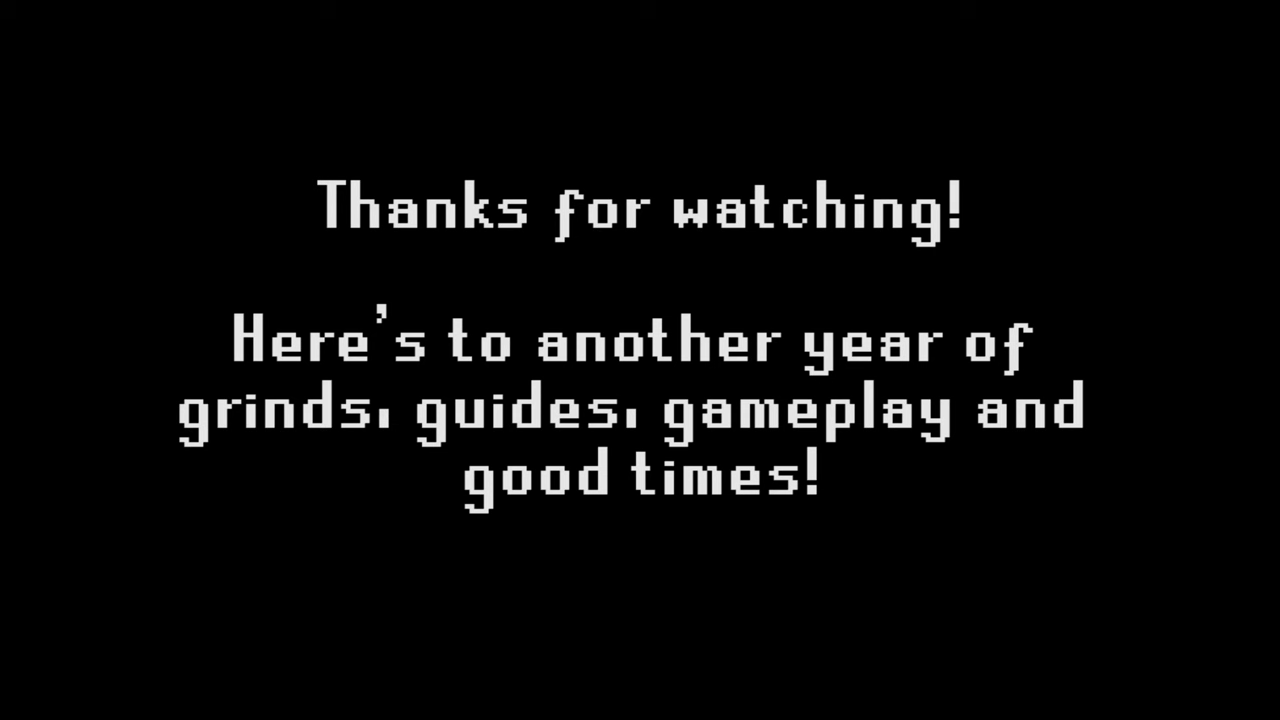 Thanks for watching!
Here's to another year of
grinds, guides, gameplay and
good times!